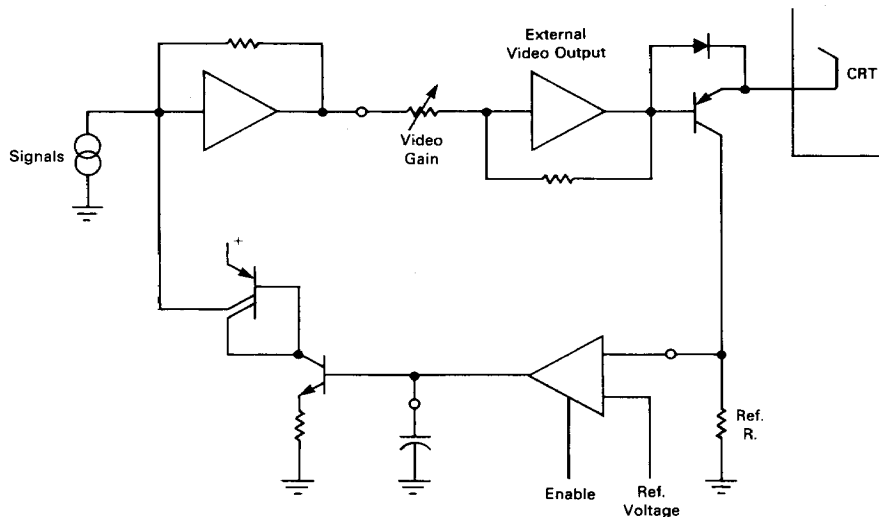 External
Video Output
CRT
Signals
Video
Gain
+
Ref.
R.
Enable
Ref.
Voltage